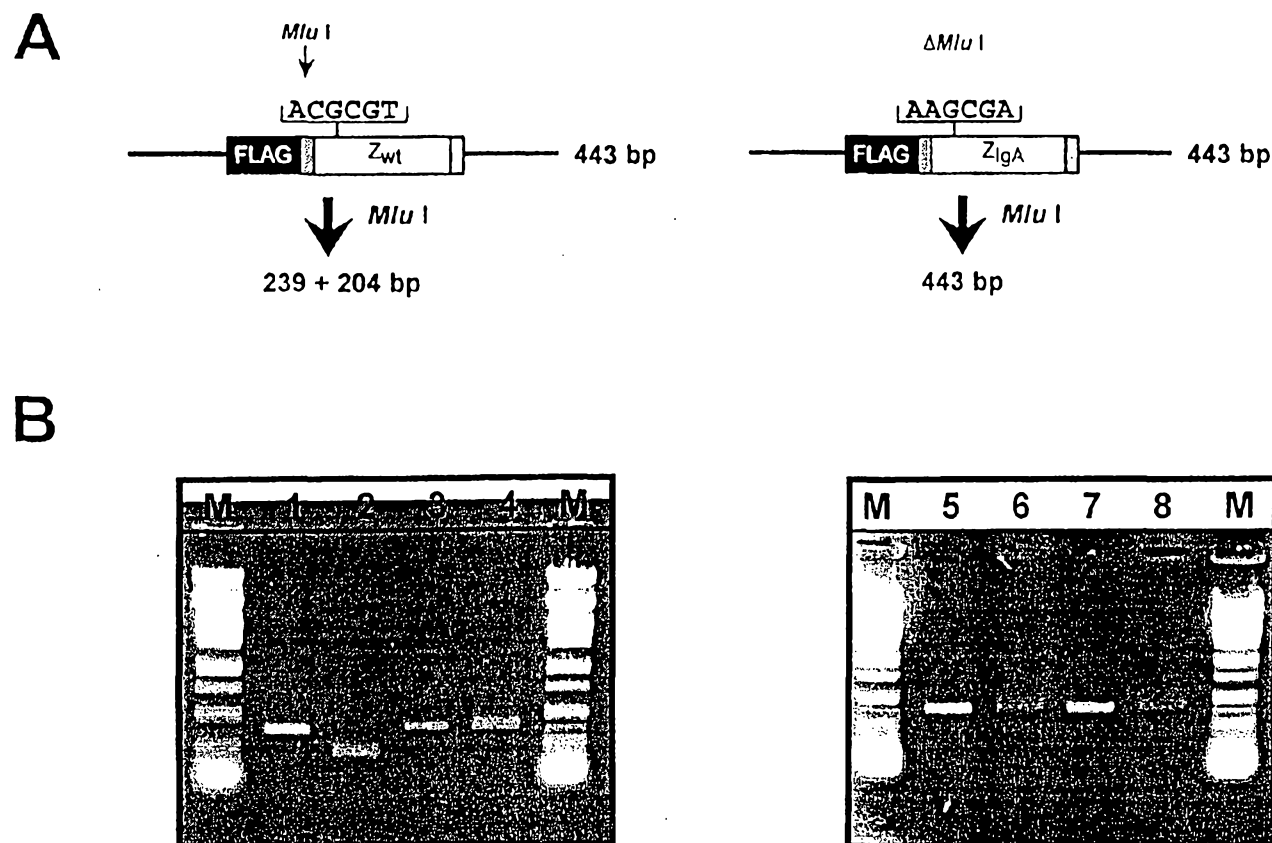 A
Mlu I
ACGCGT
FLAG
Zwt
443 bp
Mlu I
239 + 204 bp
ΔMlu I
AAGCGA
FLAG
ZIgA
443 bp
Mlu I
443 bp
B
M 1 2 3 4 M
M 5 6 7 8 M